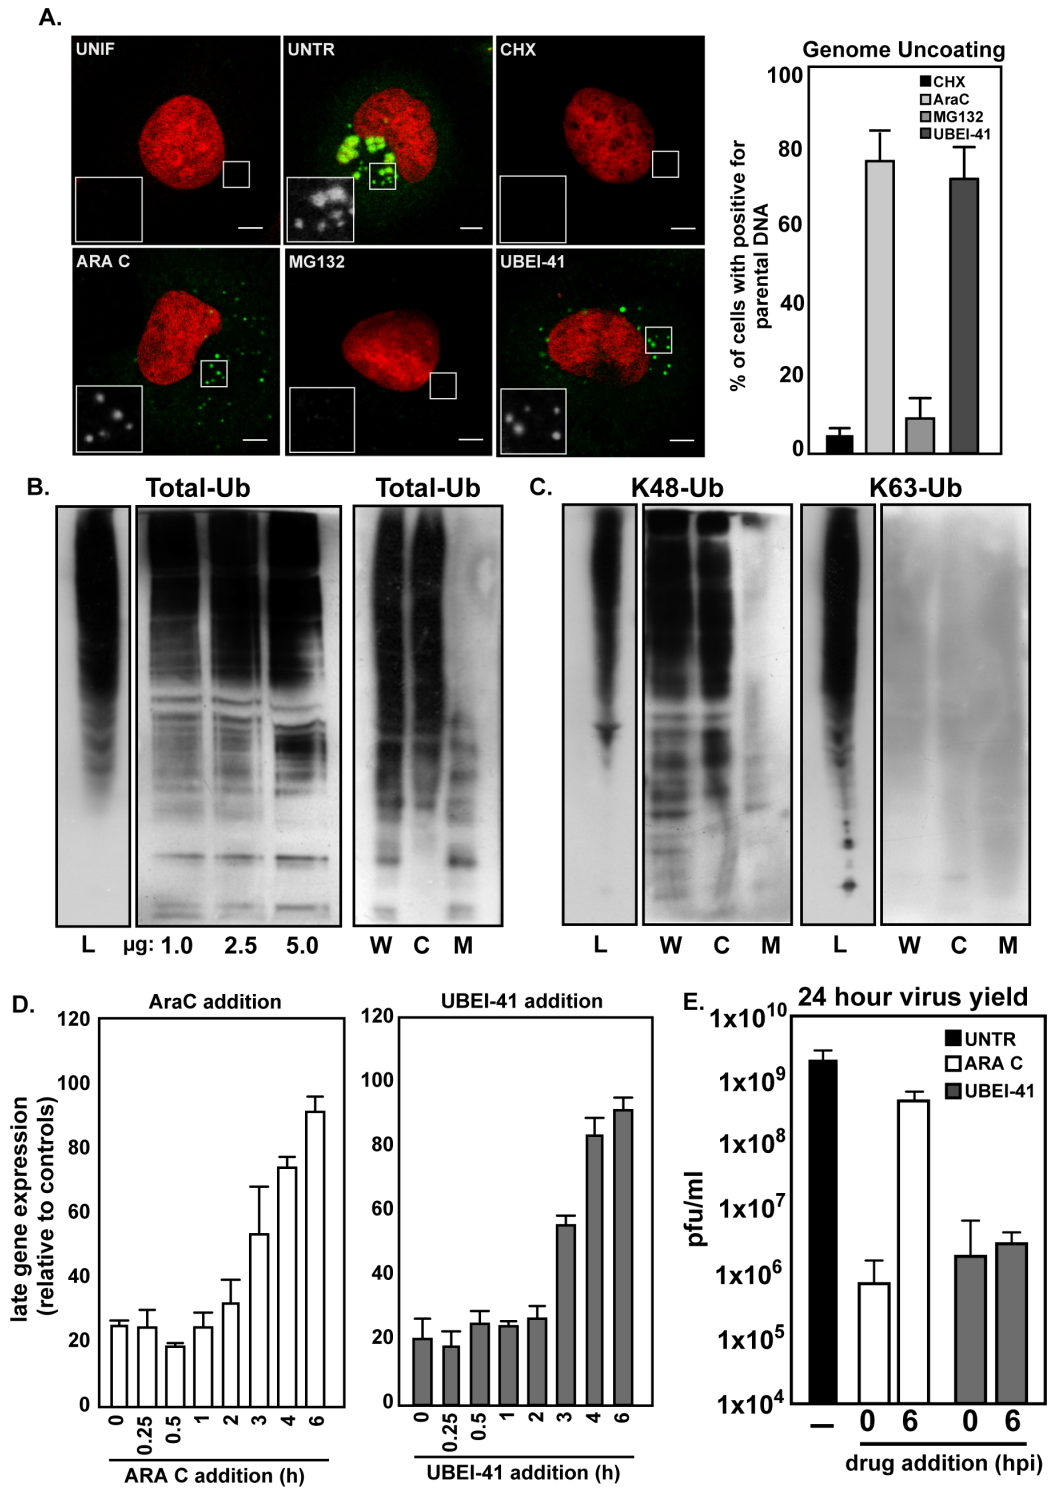 A.
UNIF
UNTR
CHX
ARA C
MG132
UBEI-41
Genome Uncoating
CHX
AraC
MG132
UBEI-41
100
80
60
40
20
0
% of cells with positive for
parental DNA
B.
Total-Ub
Total-Ub
L
µg: 1.0 2.5 5.0
W C M
C.
K48-Ub
K63-Ub
L
W C M
L
W C M
D.
AraC addition
late gene expression
(relative to controls)
120
100
80
60
40
20
0
0 0.25 0.5 1 2 3 4 6
ARA C addition (h)
UBEI-41 addition
120
100
80
60
40
20
0
0 0.25 0.5 1 2 3 4 6
UBEI-41 addition (h)
E.
24 hour virus yield
UNTR
ARA C
UBEI-41
pfu/ml
1x10¹⁰
1x10⁹
1x10⁸
1x10⁷
1x10⁶
1x10⁵
1x10⁴
– 0 6 0 6
drug addition (hpi)